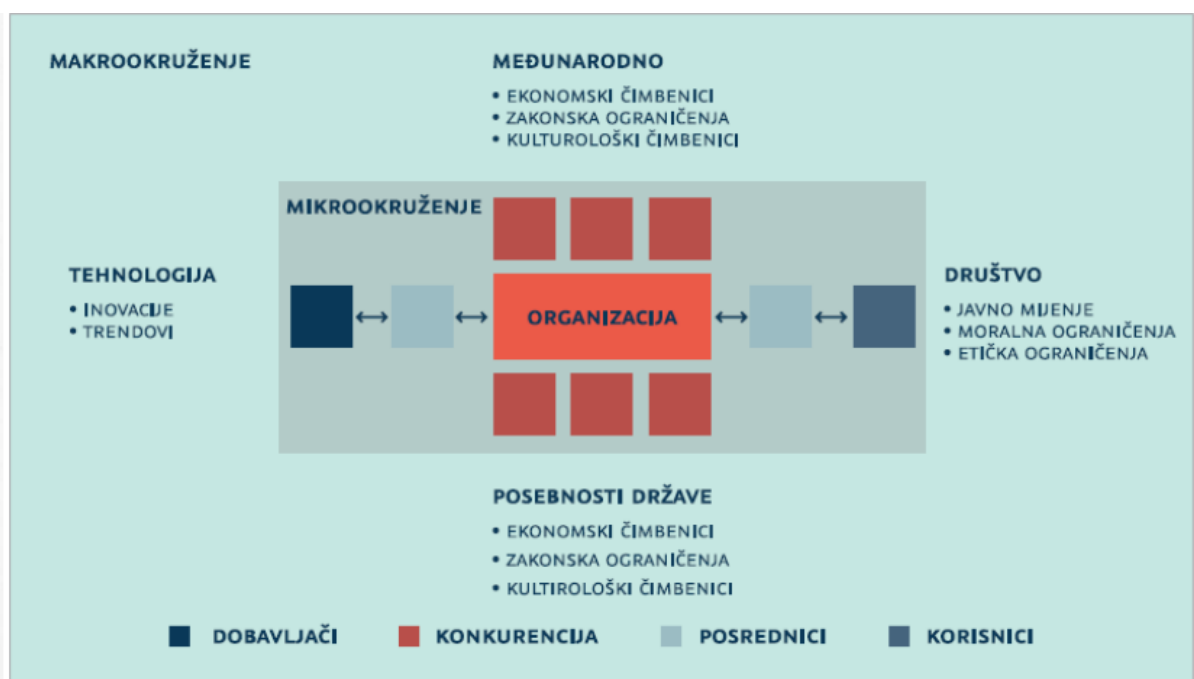 MAKROOKRUŽENJE
MEĐUNARODNO
• EKONOMSKI ČIMBENICI
• ZAKONSKA OGRANIČENJA
• KULTUROLOŠKI ČIMBENICI
MIKROOKRUŽENJE
TEHNOLOGIJA
• INOVACIJE
• TRENDOVI
ORGANIZACIJA
DRUŠTVO
• JAVNO MIJENJE
• MORALNA OGRANIČENJA
• ETIČKA OGRANIČENJA
POSEBNOSTI DRŽAVE
• EKONOMSKI ČIMBENICI
• ZAKONSKA OGRANIČENJA
• KULTIROLOŠKI ČIMBENICI
DOBAVLJAČI KONKURENCIJA POSREDNICI KORISNICI